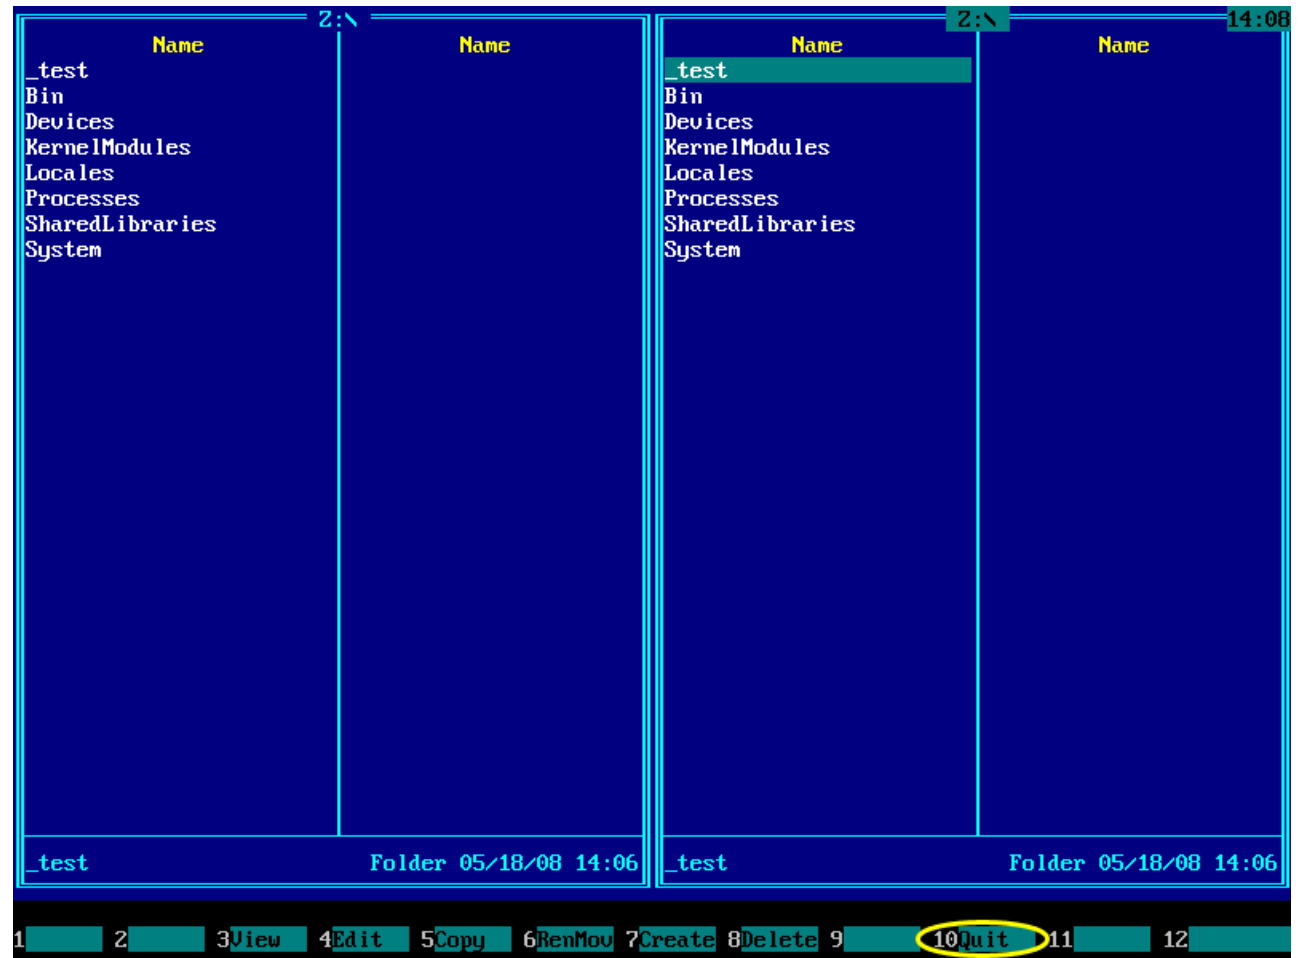 Z:\
Name Name
_test
Bin
Devices
KernelModules
Locales
Processes
SharedLibraries
System
_test Folder 05/18/08 14:06
Z:\ 14:08
Name Name
_test
Bin
Devices
KernelModules
Locales
Processes
SharedLibraries
System
_test Folder 05/18/08 14:06
1 2 3View 4Edit 5Copy 6RenMov 7Create 8Delete 9 10Quit 11 12